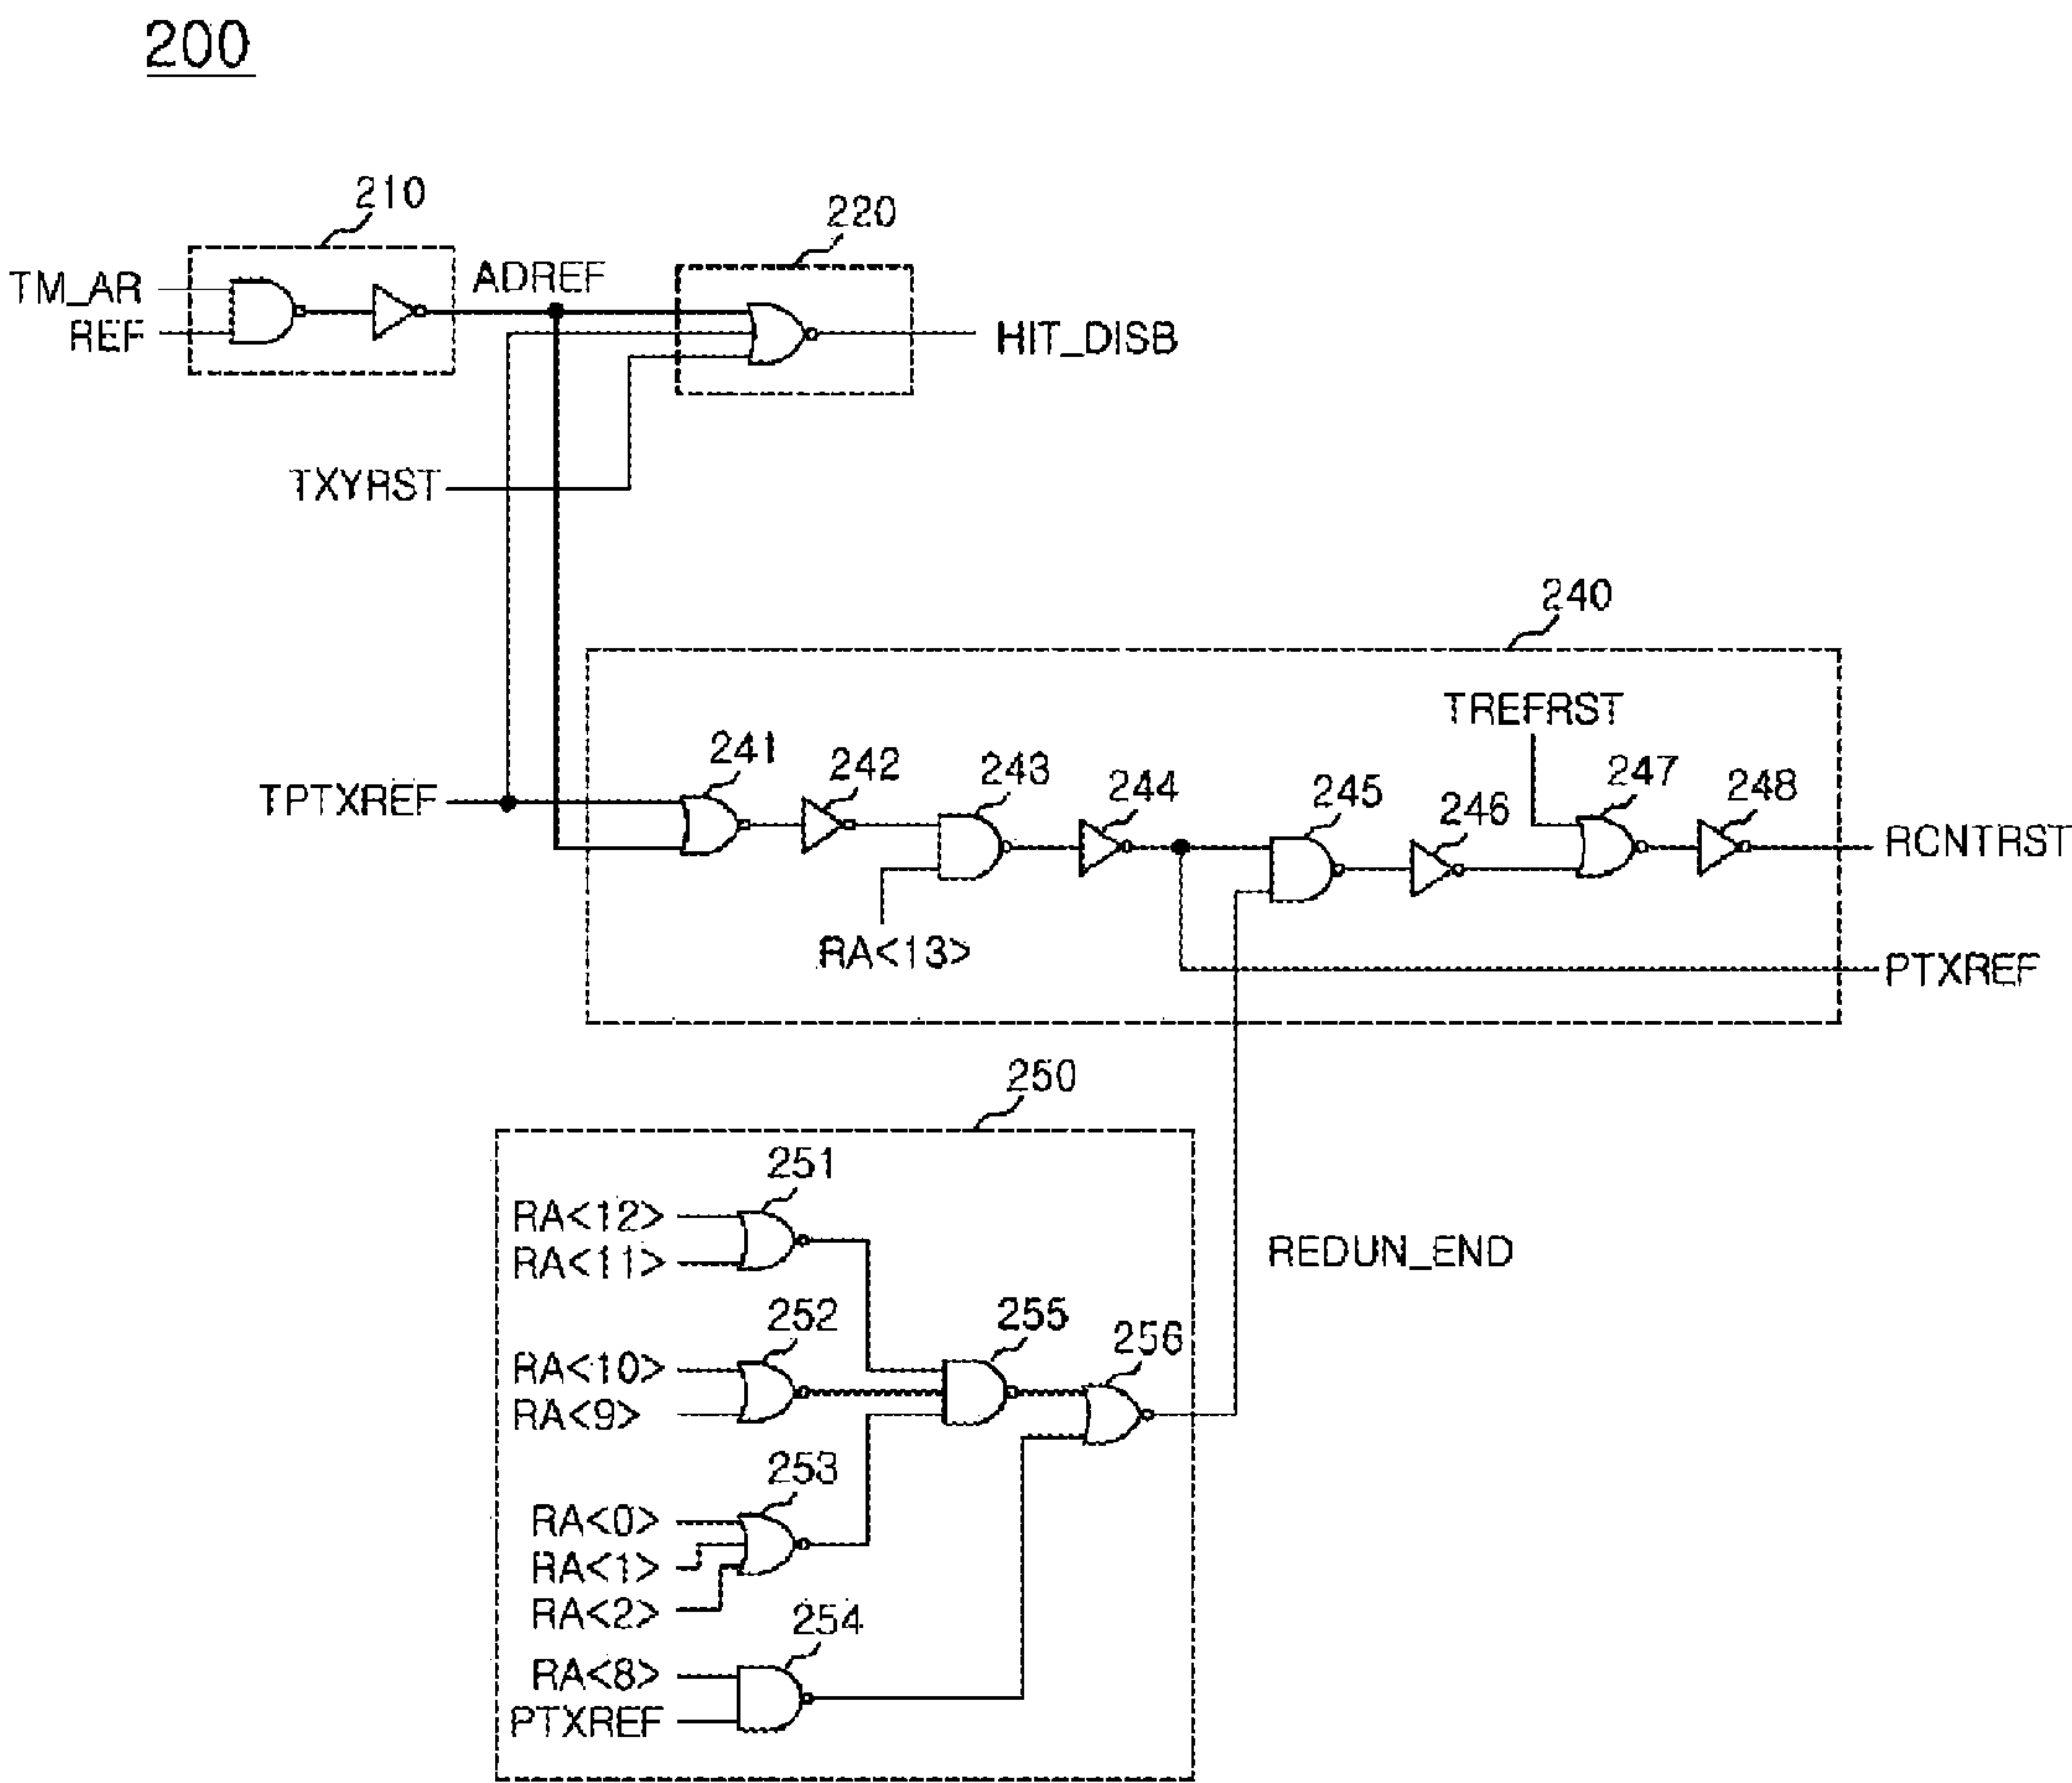 200
210
220
TM_AR
REF
ADREF
HIT_DISB
TXYRST
240
TREFRST
TPTXREF
241
242
243
244
245
246
247
248
RCNTRST
RA<13>
PTXREF
250
251
RA<12>
RA<11>
REDUN_END
252
255
256
RA<10>
RA<9>
253
RA<0>
RA<1>
RA<2>
254
RA<8>
PTXREF